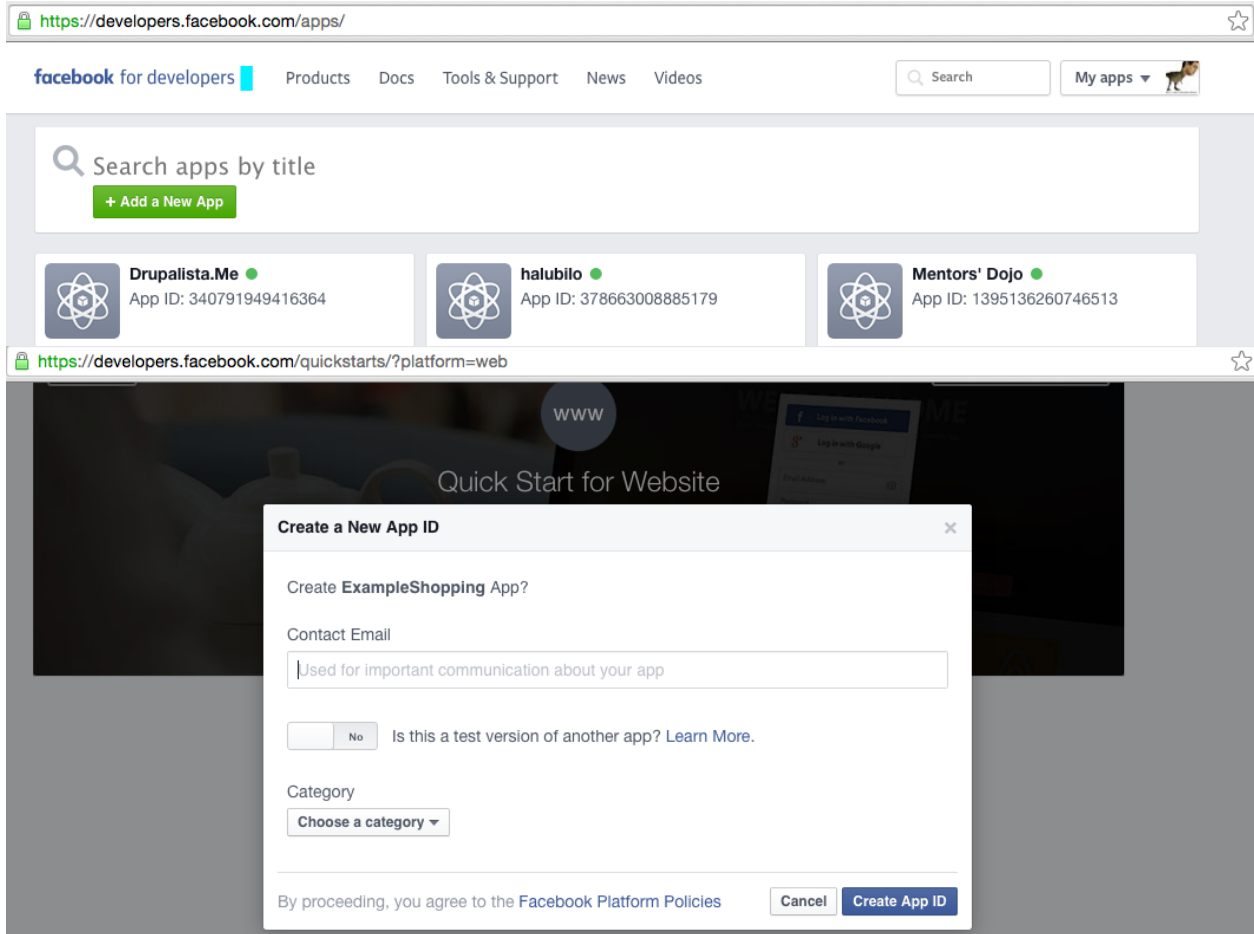 https://developers.facebook.com/apps/
facebook for developers Products Docs Tools & Support News Videos Search My apps
Search apps by title
+ Add a New App
Drupalista.Me halubilo Mentors' Dojo
App ID: 340791949416364 App ID: 378663008885179 App ID: 1395136260746513
https://developers.facebook.com/quickstarts/?platform=web
www
f Log in with Facebook
Log in with Google
or
Email Address
Quick Start for Website
Create a New App ID
Create ExampleShopping App?
Contact Email
Used for important communication about your app
No Is this a test version of another app? Learn More.
Category
Choose a category
By proceeding, you agree to the Facebook Platform Policies Cancel Create App ID